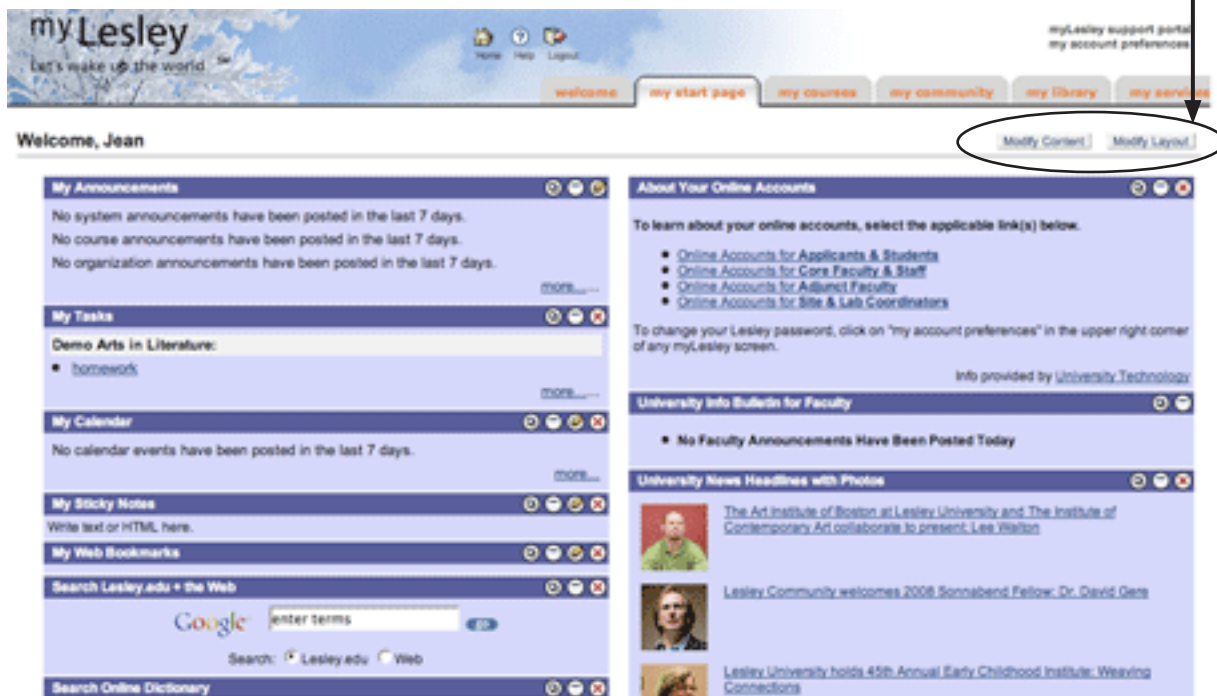 my Lesley
Let's wake up the world SM
Home Help Logout
myLesley support portal
my account preferences
welcome my start page my courses my community my library my services
Welcome, Jean
Modify Content Modify Layout
My Announcements
No system announcements have been posted in the last 7 days.
No course announcements have been posted in the last 7 days.
No organization announcements have been posted in the last 7 days.
more......
My Tasks
Demo Arts in Literature:
homework
more......
My Calendar
No calendar events have been posted in the last 7 days.
more...
My Sticky Notes
Write text or HTML here.
My Web Bookmarks
Search Lesley.edu + the Web
Google enter terms go
Search: Lesley.edu Web
Search Online Dictionary
About Your Online Accounts
To learn about your online accounts, select the applicable link(s) below.
Online Accounts for Applicants & Students
Online Accounts for Core Faculty & Staff
Online Accounts for Adjunct Faculty
Online Accounts for Site & Lab Coordinators
To change your Lesley password, click on "my account preferences" in the upper right corner
of any myLesley screen.
Info provided by University Technology
University Info Bulletin for Faculty
No Faculty Announcements Have Been Posted Today
University News Headlines with Photos
The Art Institute of Boston at Lesley University and The Institute of
Contemporary Art collaborate to present: Lee Walton
Lesley Community welcomes 2008 Sonnabend Fellow: Dr. David Gere
Lesley University holds 45th Annual Early Childhood Institute: Weaving
Connections